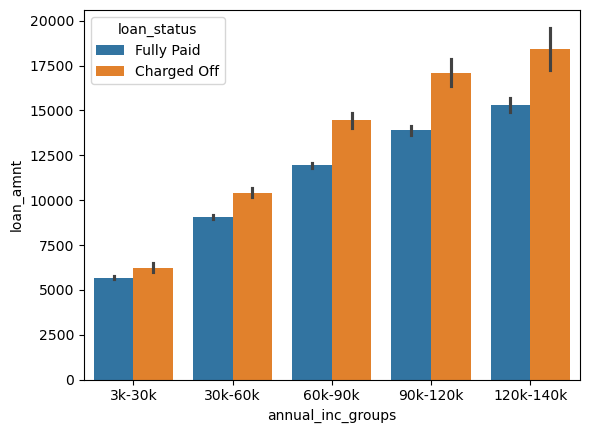 20000
17500
15000
12500
10000
7500
5000
2500
0
loan_amnt
loan_status
Fully Paid
Charged Off
3k-30k 30k-60k 60k-90k 90k-120k 120k-140k
annual_inc_groups